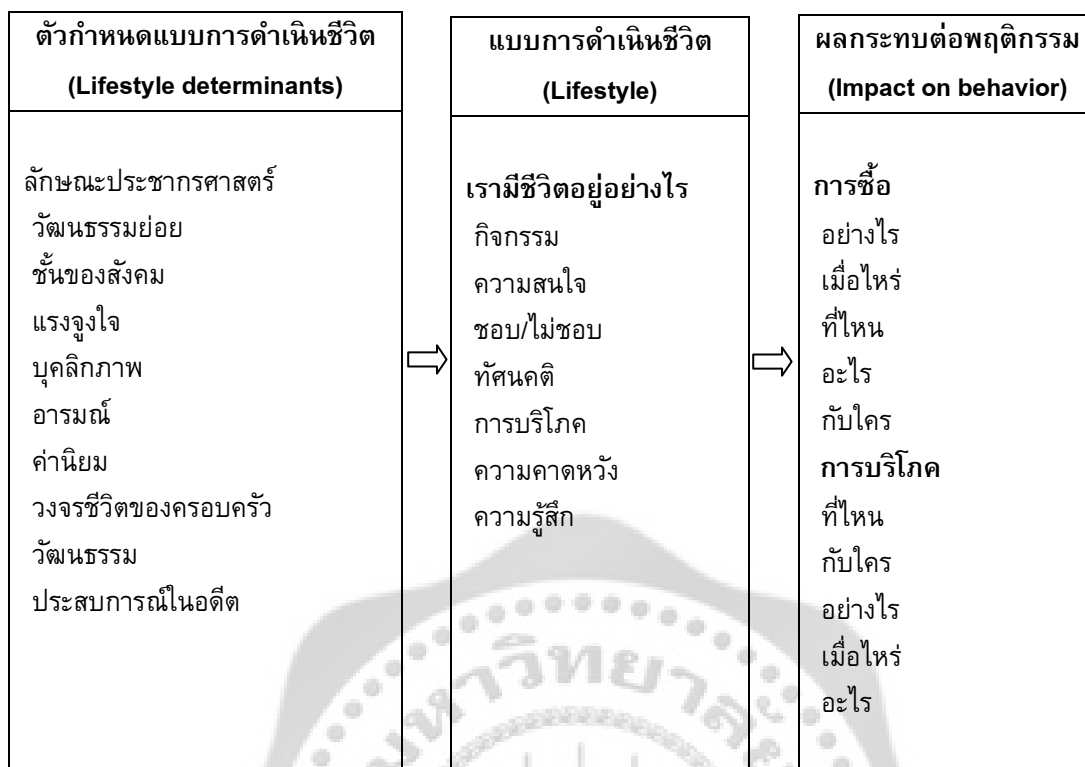 ตัวกำหนดแบบการดำเนินชีวิต
(Lifestyle determinants)
ลักษณะประชากรศาสตร์
วัฒนธรรมย่อย
ชั้นของสังคม
แรงจูงใจ
บุคลิกภาพ
อารมณ์
ค่านิยม
วงจรชีวิตของครอบครัว
วัฒนธรรม
ประสบการณ์ในอดีต
แบบการดำเนินชีวิต
(Lifestyle)
เรามีชีวิตอยู่อย่างไร
กิจกรรม
ความสนใจ
ชอบ/ไม่ชอบ
ทัศนคติ
การบริโภค
ความคาดหวัง
ความรู้สึก
ผลกระทบต่อพฤติกรรม
(Impact on behavior)
การซื้อ
อย่างไร
เมื่อไหร่
ที่ไหน
อะไร
กับใคร
การบริโภค
ที่ไหน
กับใคร
อย่างไร
เมื่อไหร่
อะไร